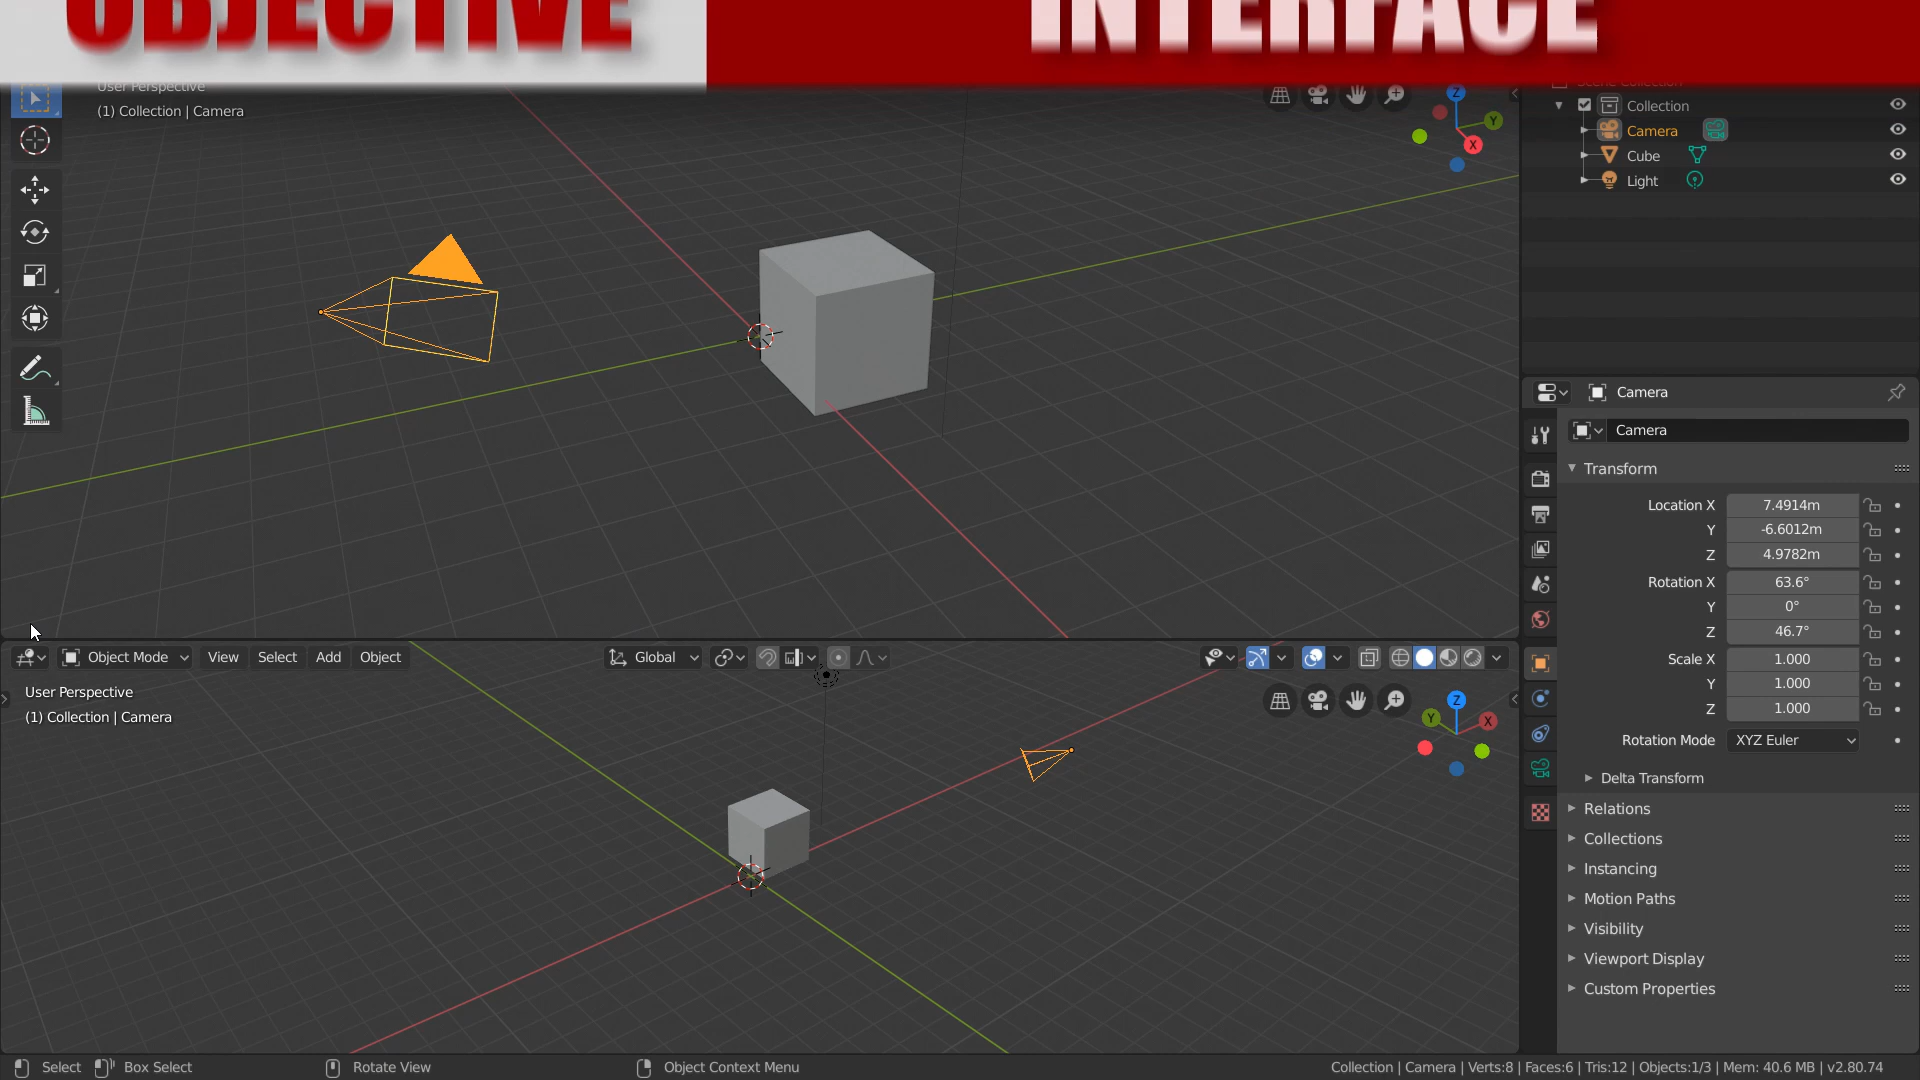 OBJECTIVE
INTERFACE
User Perspective
(1) Collection | Camera
Z
Y
X
Scene Collection
Collection
Camera
Cube
Light
Camera
Camera
Transform
Location X 7.4914m
Y -6.6012m
Z 4.9782m
Rotation X 63.6°
Y 0°
Z 46.7°
Scale X 1.000
Y 1.000
Z 1.000
Rotation Mode XYZ Euler
Delta Transform
Relations
Collections
Instancing
Motion Paths
Visibility
Viewport Display
Custom Properties
Object Mode View Select Add Object Global
User Perspective
(1) Collection | Camera
Z
Y
X
Select Box Select Rotate View Object Context Menu Collection | Camera | Verts:8 | Faces:6 | Tris:12 | Objects:1/3 | Mem: 40.6 MB | v2.80.74